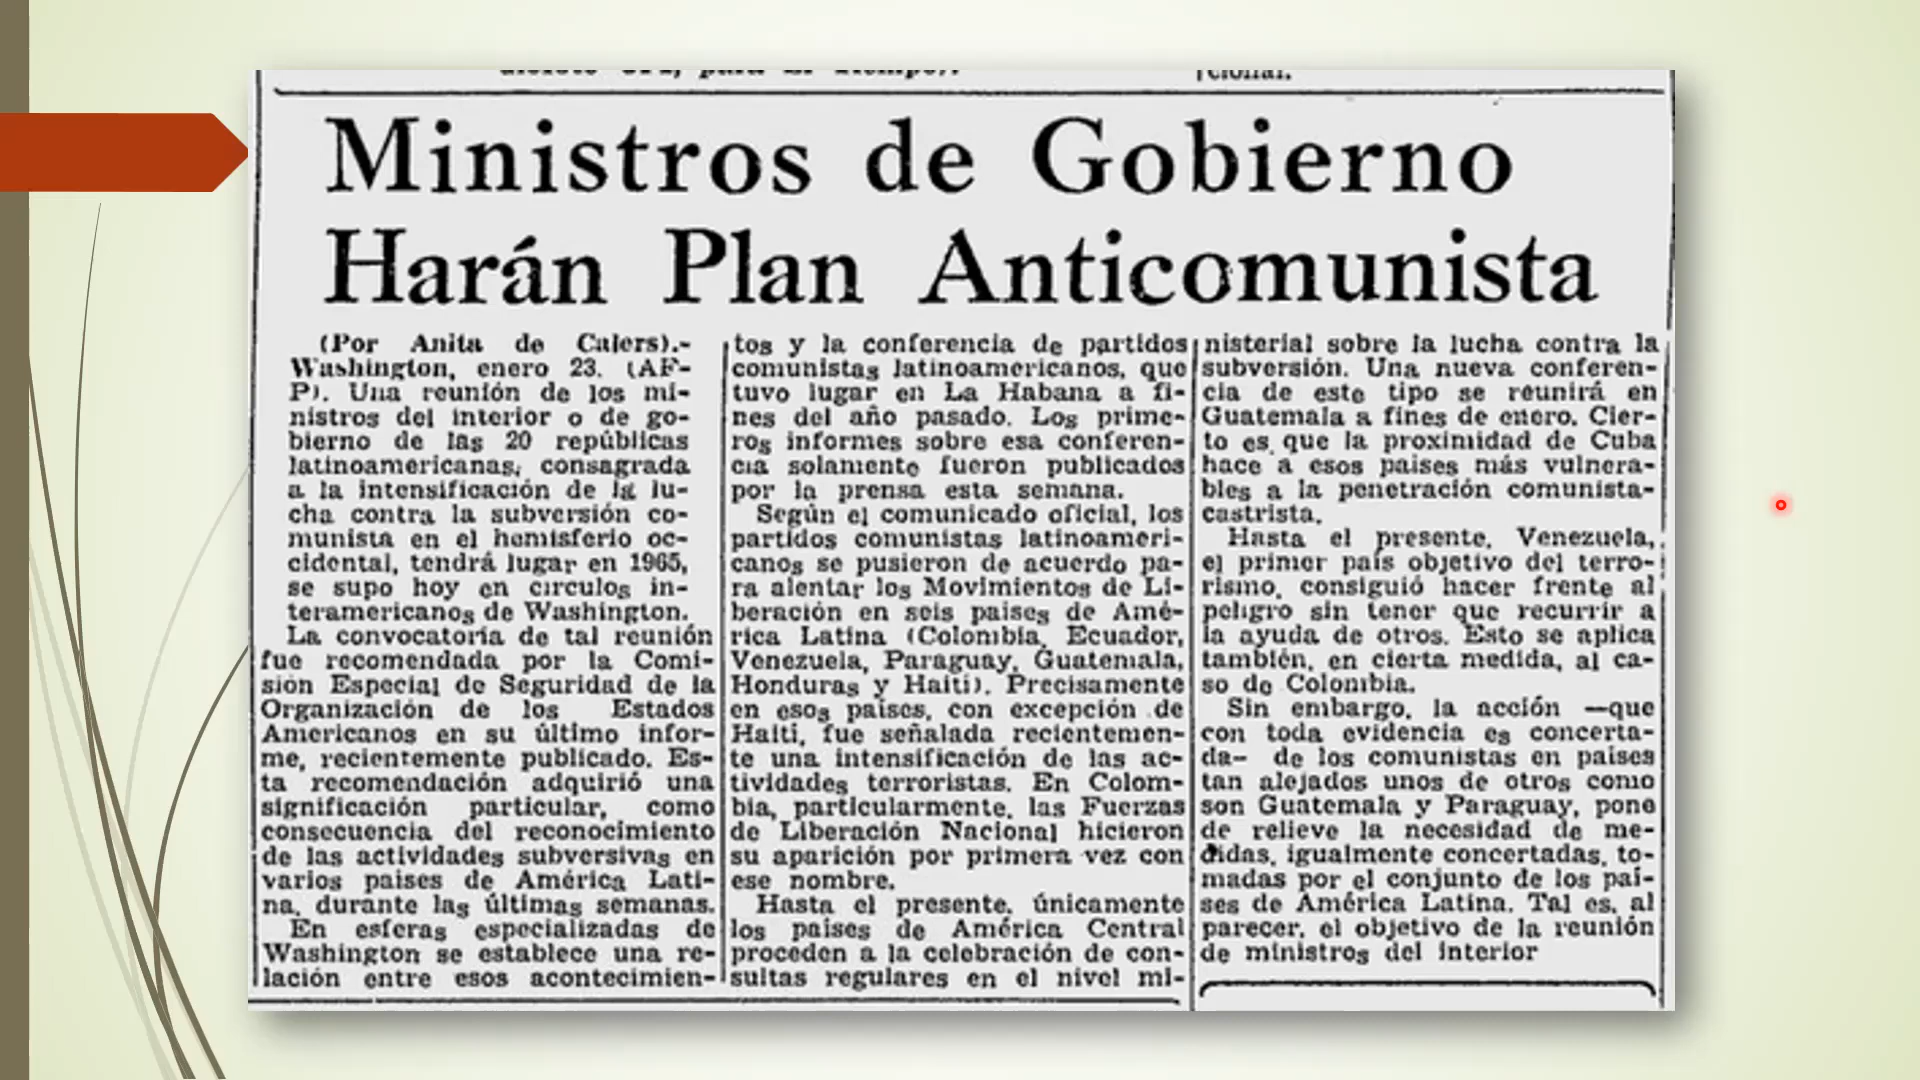 Ministros de Gobierno
Harán Plan Anticomunista
(Por Anita de Calers).-
Washington, enero 23. (AF-
P). Una reunión de los mi-
nistros del interior o de go-
bierno de las 20 repúblicas
latinoamericanas, consagrada
a la intensificación de la lu-
cha contra la subversión co-
munista en el hemisferio oc-
cidental, tendrá lugar en 1965,
se supo hoy en circulos in-
teramericanos de Washington.
La convocatoria de tal reunión
fue recomendada por la Comi-
sión Especial de Seguridad de la
Organización de los Estados
Americanos en su último infor-
me, recientemente publicado. Es-
ta recomendación adquirió una
significación particular, como
consecuencia del reconocimiento
de las actividades subversivas en
varios paises de América Lati-
na, durante las últimas semanas.
En esferas especializadas de
Washington se establece una re-
lación entre esos acontecimien-
tos y la conferencia de partidos
comunistas latinoamericanos, que
tuvo lugar en La Habana a fi-
nes del año pasado. Los prime-
ros informes sobre esa conferen-
cia solamente fueron publicados
por la prensa esta semana.
Según el comunicado oficial, los
partidos comunistas latinoameri-
canos se pusieron de acuerdo pa-
ra alentar los Movimientos de Li-
beración en seis paises de Amé-
rica Latina (Colombia, Ecuador,
Venezuela, Paraguay, Guatemala,
Honduras y Haiti). Precisamente
en esos paises, con excepción de
Haiti, fue señalada recientemen-
te una intensificación de las ac-
tividades terroristas. En Colom-
bia, particularmente, las Fuerzas
de Liberación Nacional hicieron
su aparición por primera vez con
ese nombre.
Hasta el presente, únicamente
los paises de América Central
proceden a la celebración de con-
sultas regulares en el nivel mi-
nisterial sobre la lucha contra la
subversión. Una nueva conferen-
cia de este tipo se reunirá en
Guatemala a fines de enero. Cier-
to es que la proximidad de Cuba
hace a esos paises más vulnera-
bles a la penetración comunista-
castrista.
Hasta el presente, Venezuela,
el primer país objetivo del terro-
rismo, consiguió hacer frente al
peligro sin tener que recurrir a
la ayuda de otros. Esto se aplica
también, en cierta medida, al ca-
so de Colombia.
Sin embargo, la acción —que
con toda evidencia es concerta-
da— de los comunistas en paises
tan alejados unos de otros como
son Guatemala y Paraguay, pone
de relieve la necesidad de me-
didas, igualmente concertadas, to-
madas por el conjunto de los paí-
ses de América Latina. Tal es, al
parecer, el objetivo de la reunión
de ministros del interior